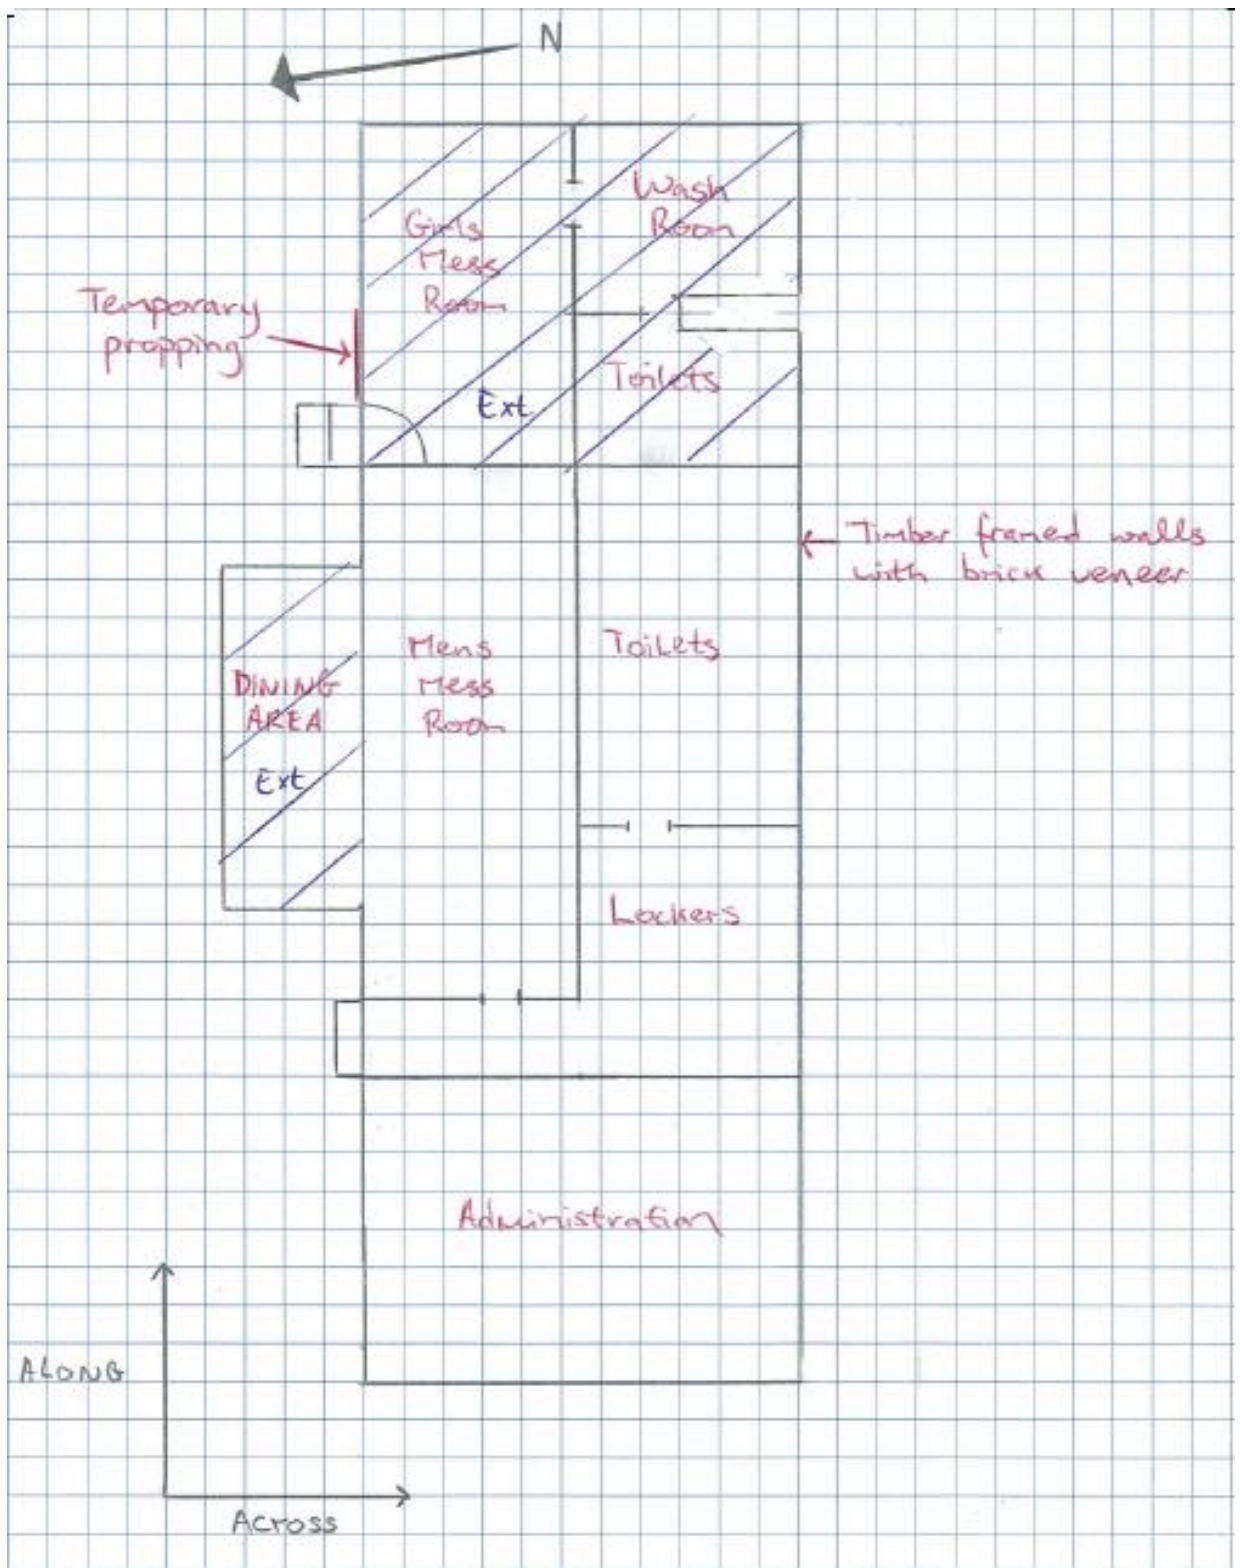 N
Wash
Room
Girls
Mess
Room
Temporary
propping
Toilets
Ext
Timber framed walls
with brick veneer
Mens
Mess
Room
Toilets
DINING
AREA
Ext
Lockers
Administration
ALONG
Across